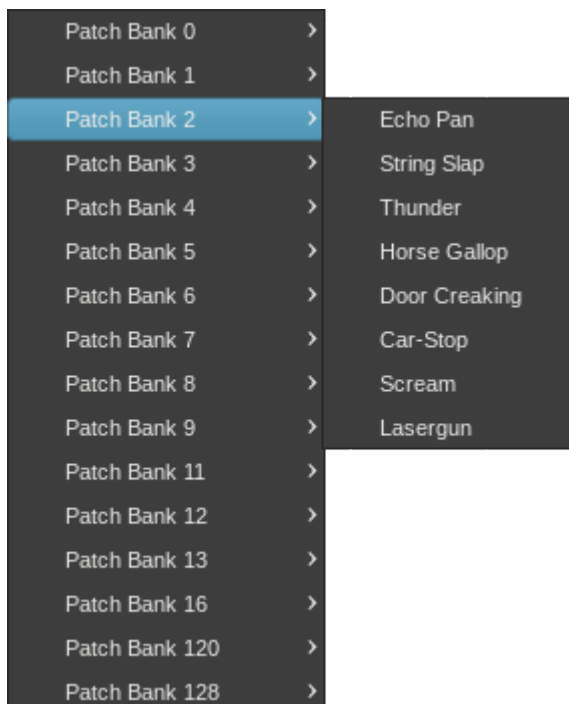 Patch Bank 0
Patch Bank 1
Patch Bank 2
Patch Bank 3
Patch Bank 4
Patch Bank 5
Patch Bank 6
Patch Bank 7
Patch Bank 8
Patch Bank 9
Patch Bank 11
Patch Bank 12
Patch Bank 13
Patch Bank 16
Patch Bank 120
Patch Bank 128
Echo Pan
String Slap
Thunder
Horse Gallop
Door Creaking
Car-Stop
Scream
Lasergun